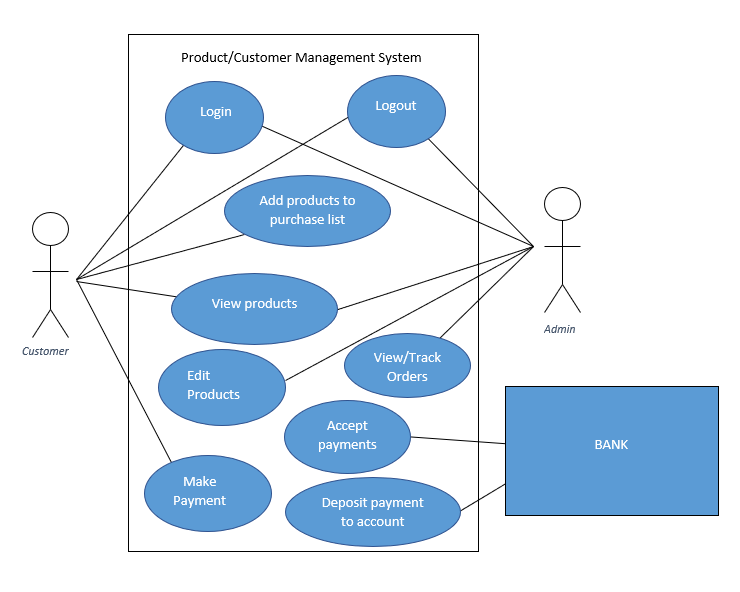 Product/Customer Management System
Login
Logout
Add products to
purchase list
View products
Customer
Admin
View/Track
Orders
Edit
Products
Accept
payments
BANK
Make
Payment
Deposit payment
to account